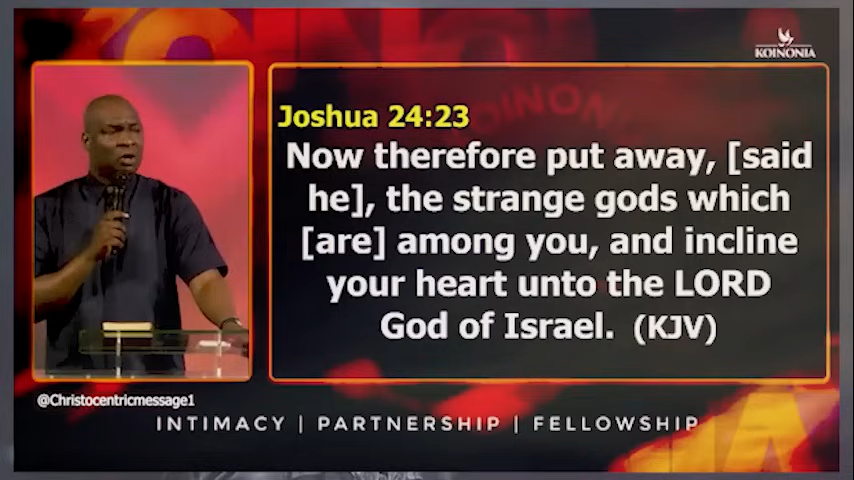 KOINONIA
Joshua 24:23
Now therefore put away, [said
he], the strange gods which
[are] among you, and incline
your heart unto the LORD
God of Israel. (KJV)
@Christocentricmessage1
INTIMACY | PARTNERSHIP | FELLOWSHIP